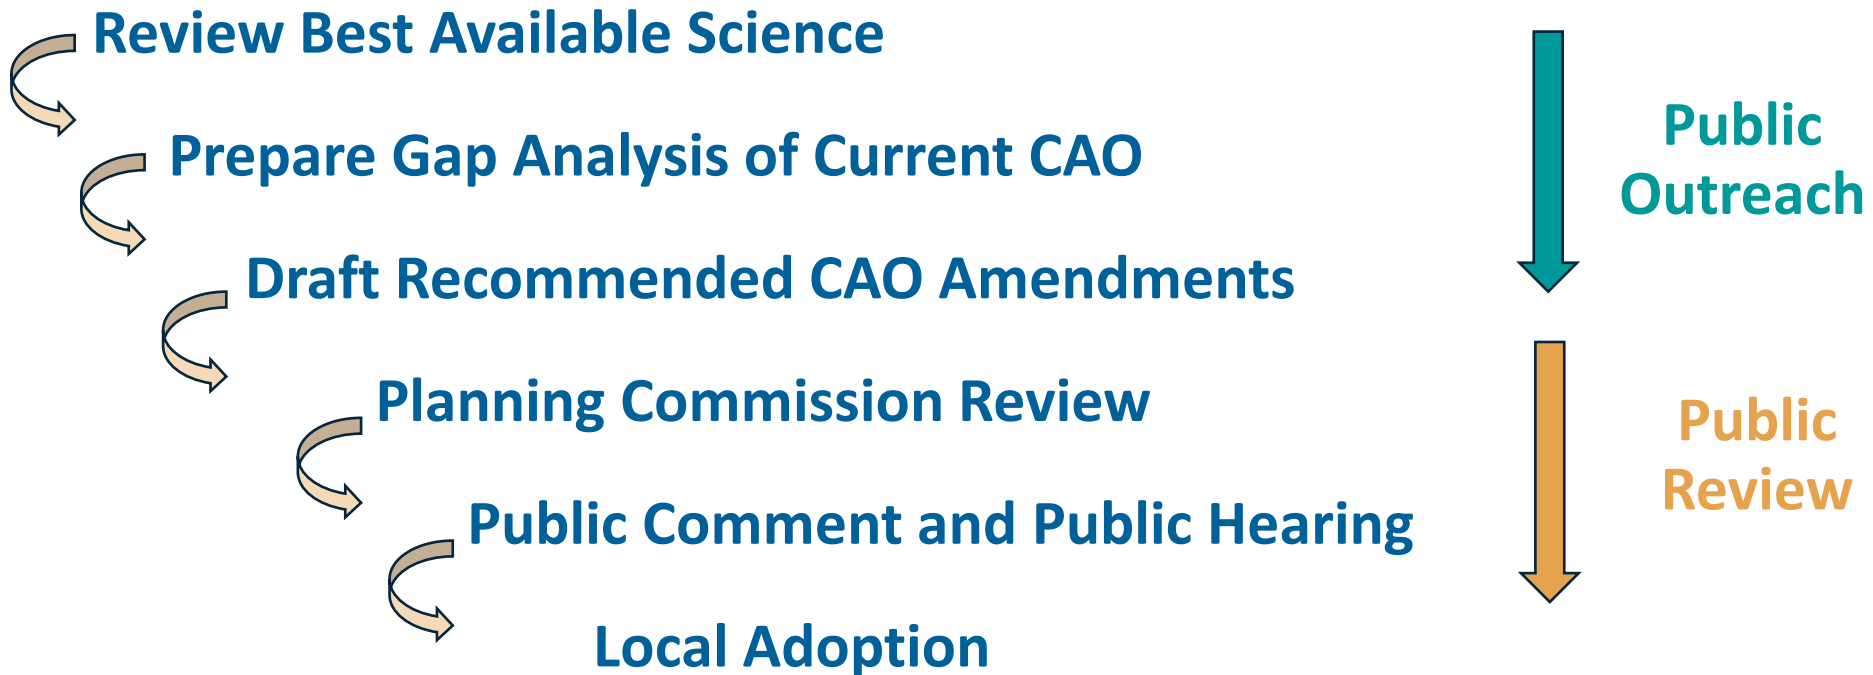 Review Best Available Science
Prepare Gap Analysis of Current CAO
Draft Recommended CAO Amendments
Planning Commission Review
Public Comment and Public Hearing
Local Adoption
Public
Outreach
Public
Review